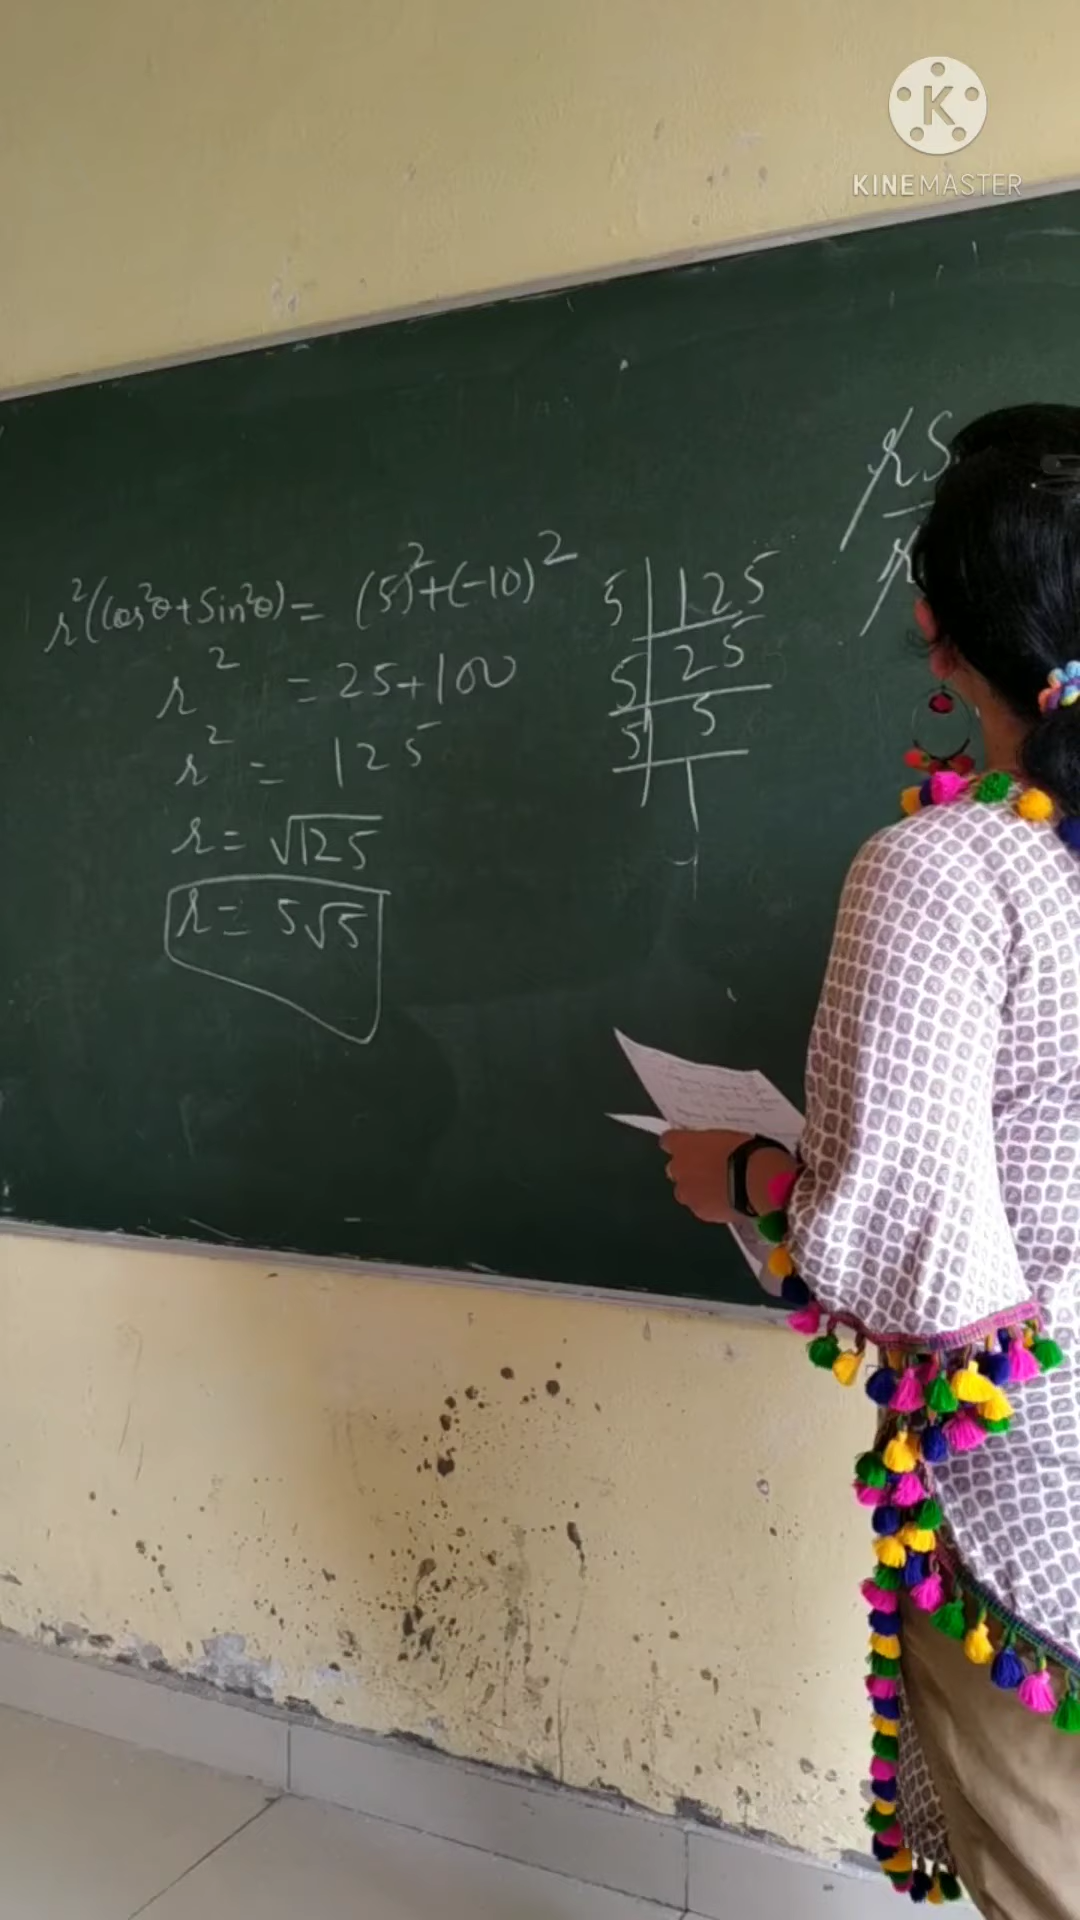 K
KINEMASTER
r²(Cos²θ+Sin²θ) = (5)²+(-10)²
r² = 25+100
r² = 125
r = √125
r = 5√5
5 | 125
5 | 25
5 | 5
1